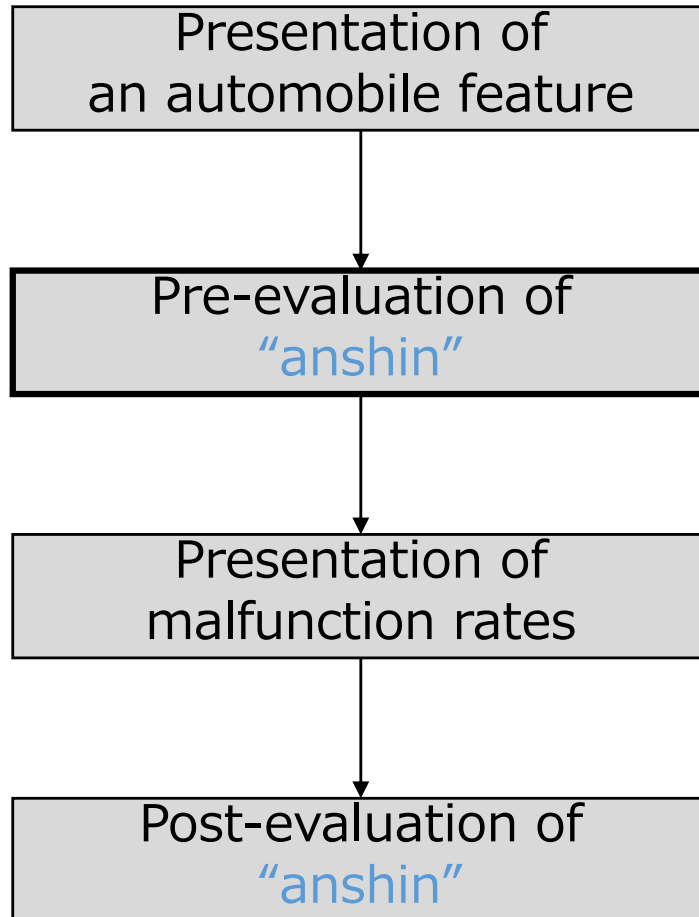 Presentation of
an automobile feature
Pre-evaluation of
“anshin”
Presentation of
malfunction rates
Post-evaluation of
“anshin”